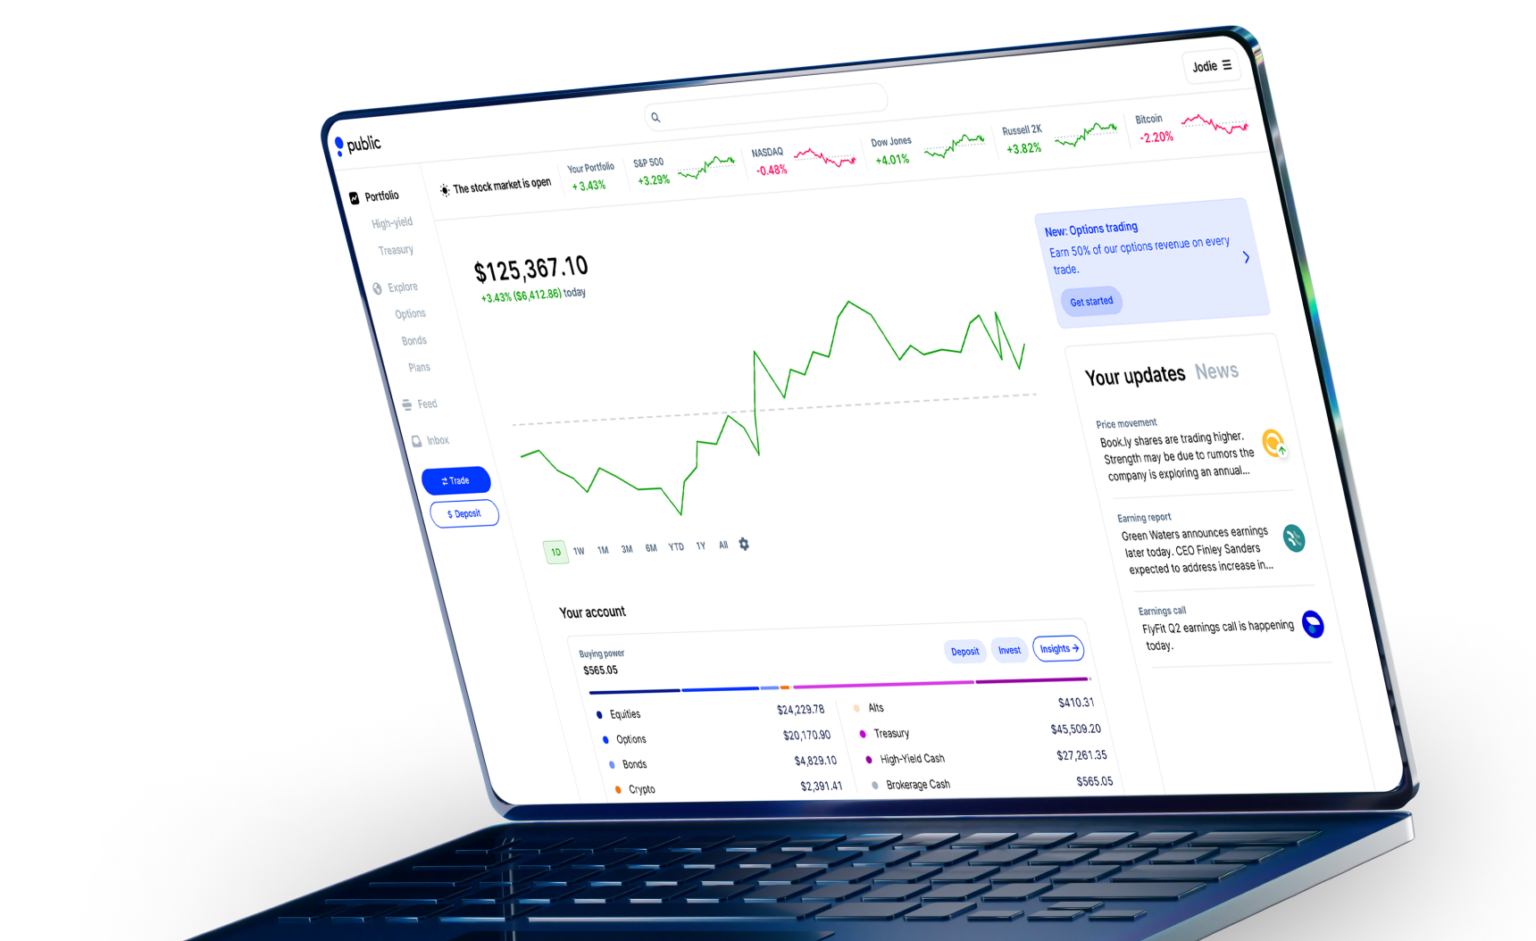 Jodie
public
The stock market is open
Your Portfolio
+ 3.43%
S&P 500
+3.29%
NASDAQ
-0.48%
Dow Jones
+4.01%
Russell 2K
+3.82%
Bitcoin
-2.20%
Portfolio
High-yield
Treasury
Explore
Options
Bonds
Plans
Feed
Inbox
Trade
$ Deposit
$125,367.10
+3.43% ($6,412.86) today
1D 1W 1M 3M 6M YTD 1Y All
New: Options trading
Earn 50% of our options revenue on every
trade.
Get started
Your updates News
Price movement
Book.ly shares are trading higher.
Strength may be due to rumors the
company is exploring an annual...
Earning report
Green Waters announces earnings
later today. CEO Finley Sanders
expected to address increase in...
Earnings call
FlyFit Q2 earnings call is happening
today.
Your account
Buying power
$565.05
Deposit Invest Insights →
Equities $24,229.78
Options $20,170.90
Bonds $4,829.10
Crypto $2,391.41
Alts $410.31
Treasury $45,509.20
High-Yield Cash $27,261.35
Brokerage Cash $565.05